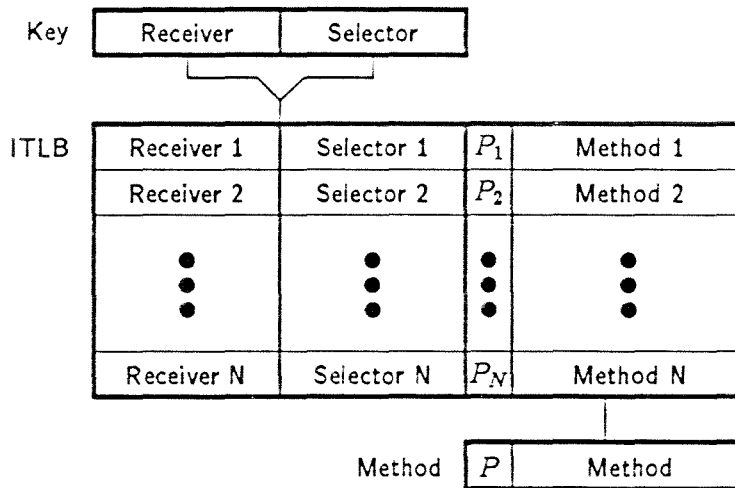 Key Receiver Selector
ITLB Receiver 1 Selector 1 P₁ Method 1
Receiver 2 Selector 2 P₂ Method 2
Receiver N Selector N P_N Method N
Method P Method